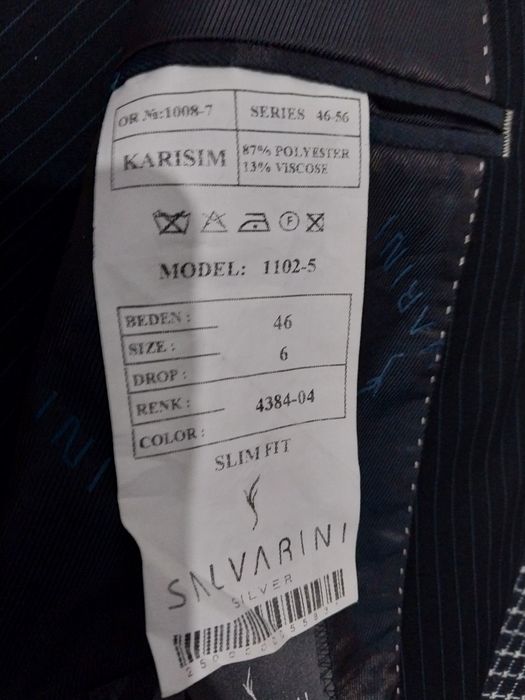 OR №:1008-7
SERIES 46-56
KARISIM
87% POLYESTER
13% VISCOSE
F
MODEL: 1102-5
BEDEN :
46
SIZE :
6
DROP :
RENK :
4384-04
COLOR :
SLIM FIT
SALVARINI
SILVER